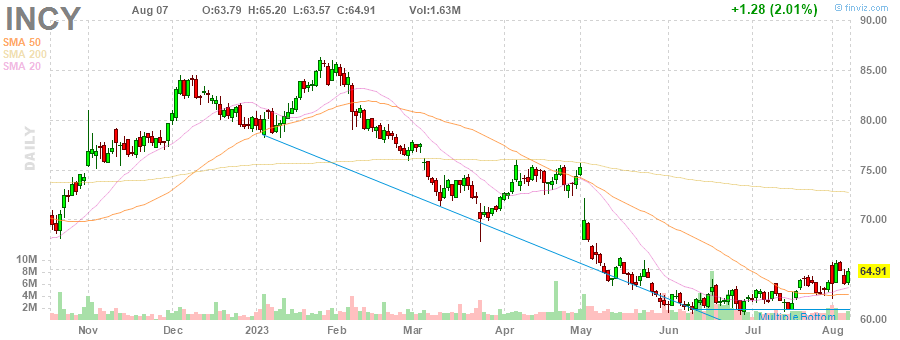 INCY
Aug 07 O:63.79 H:65.20 L:63.57 C:64.91 Vol:1.63M +1.28 (2.01%) © finviz.com
SMA 50
SMA 200
SMA 20
DAILY
90.00
85.00
80.00
75.00
70.00
64.91
60.00
10M
8M
6M
4M
2M
Multiple Bottom
Nov Dec 2023 Feb Mar Apr May Jun Jul Aug